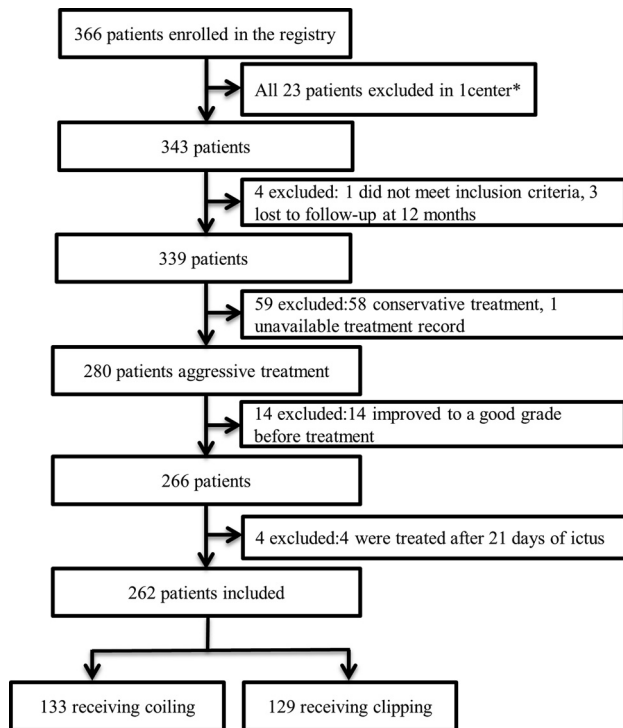 366 patients enrolled in the registry
All 23 patients excluded in 1center*
343 patients
4 excluded: 1 did not meet inclusion criteria, 3
lost to follow-up at 12 months
339 patients
59 excluded:58 conservative treatment, 1
unavailable treatment record
280 patients aggressive treatment
14 excluded:14 improved to a good grade
before treatment
266 patients
4 excluded:4 were treated after 21 days of ictus
262 patients included
133 receiving coiling
129 receiving clipping